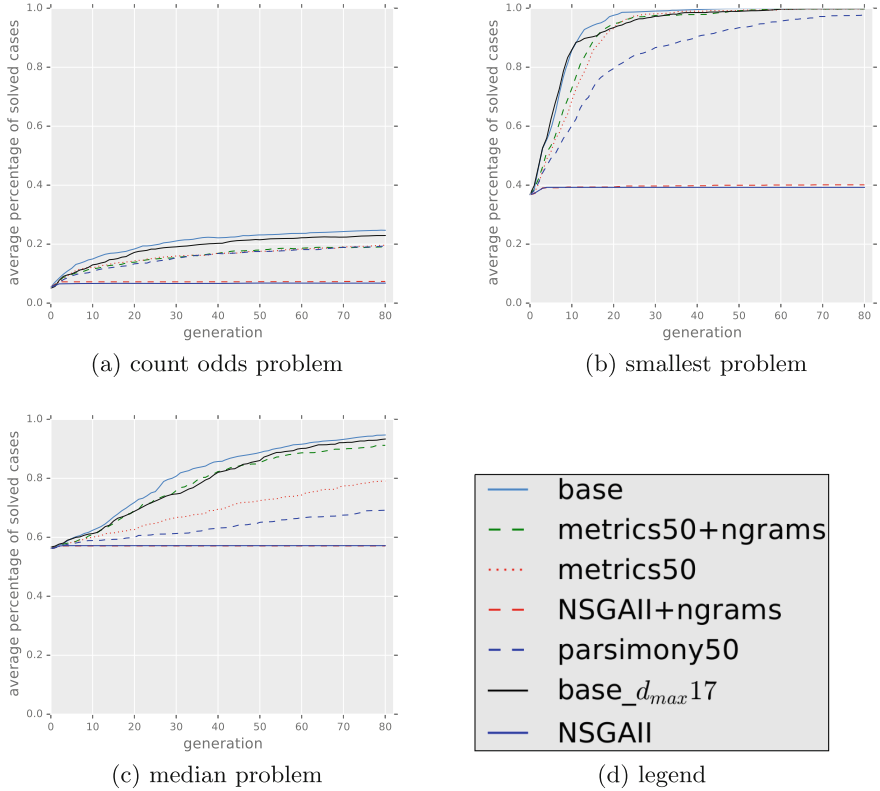 average percentage of solved cases
1.0
0.8
0.6
0.4
0.2
0.0
0 10 20 30 40 50 60 70 80
generation
(a) count odds problem
average percentage of solved cases
1.0
0.8
0.6
0.4
0.2
0.0
0 10 20 30 40 50 60 70 80
generation
(b) smallest problem
average percentage of solved cases
1.0
0.8
0.6
0.4
0.2
0.0
0 10 20 30 40 50 60 70 80
generation
(c) median problem
base
metrics50+ngrams
metrics50
NSGAII+ngrams
parsimony50
base_d_max17
NSGAII
(d) legend